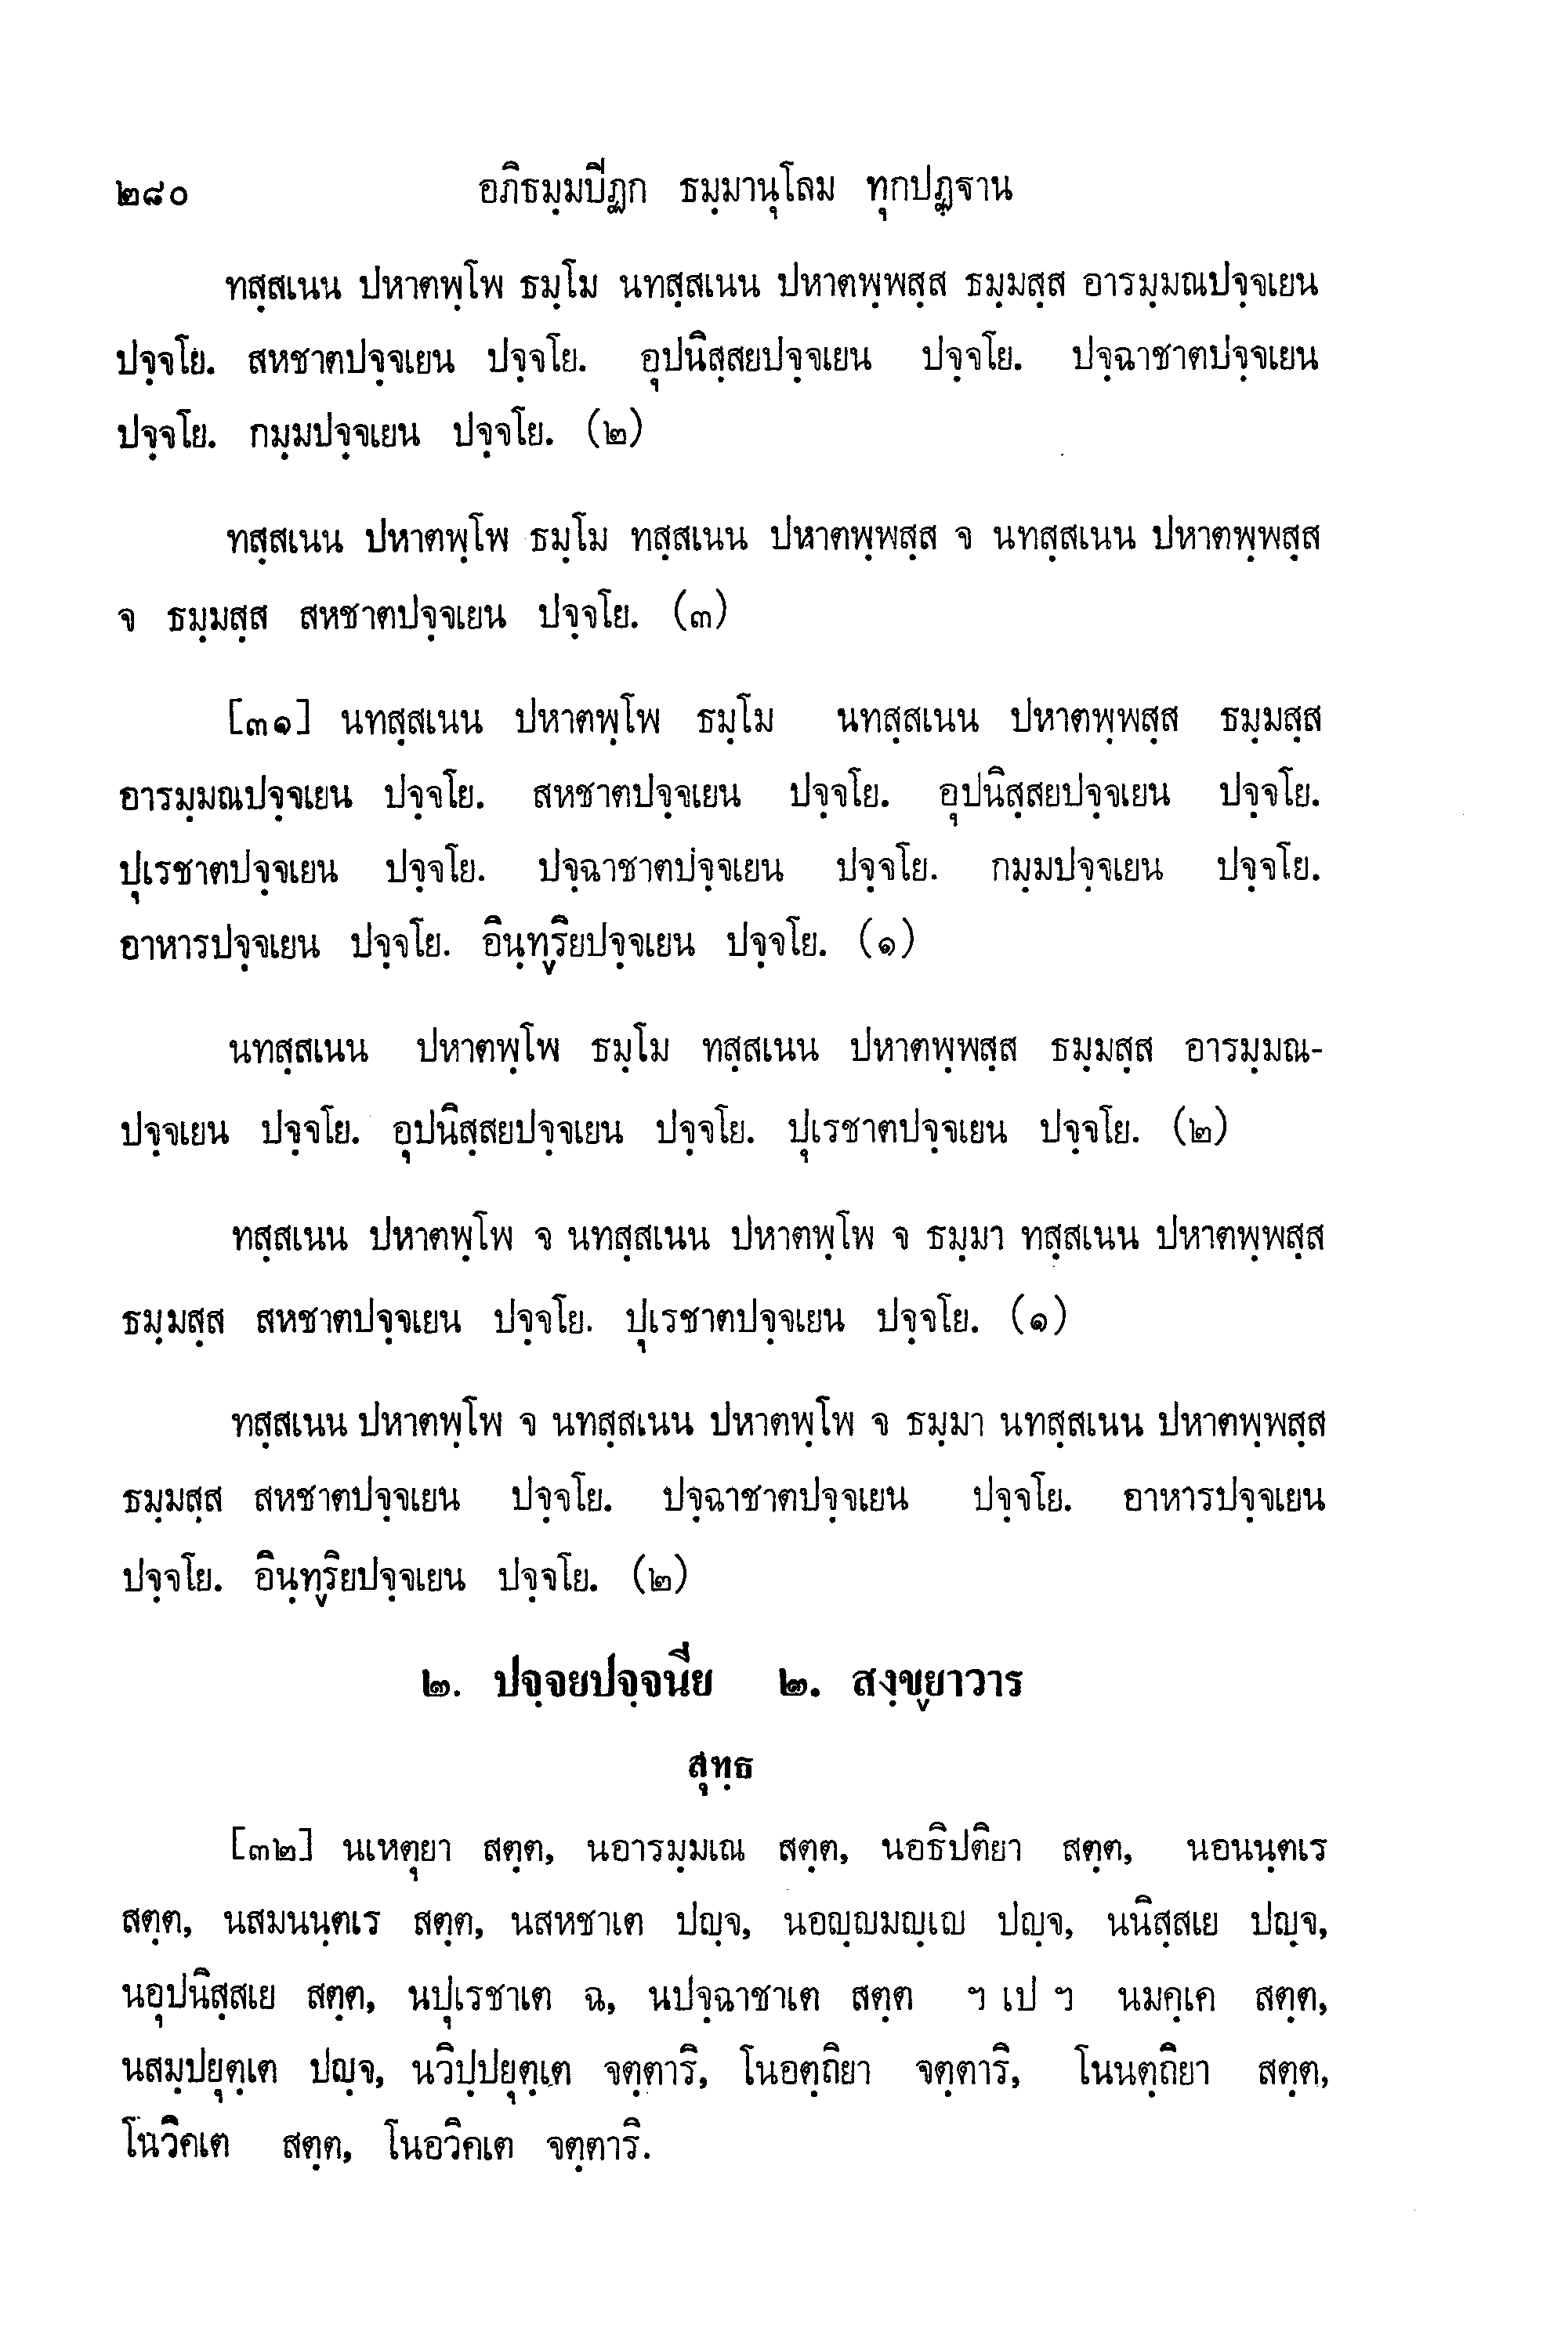 ๒๘๐ อภิธมฺมปิฏก ธมฺมานุโลม ทุกปฏฺฐาน
ทสฺสเนน ปหาตพฺโพ ธมฺโม นทสฺสเนน ปหาตพฺพสฺส ธมฺมสฺส อารมฺมณปจฺจเยน
ปจฺจโย. สหชาตปจฺจเยน ปจฺจโย. อุปนิสฺสยปจฺจเยน ปจฺจโย. ปจฺฉาชาตปจฺจเยน
ปจฺจโย. กมฺมปจฺจเยน ปจฺจโย. (๒)
ทสฺสเนน ปหาตพฺโพ ธมฺโม ทสฺสเนน ปหาตพฺพสฺส จ นทสฺสเนน ปหาตพฺพสฺส
จ ธมฺมสฺส สหชาตปจฺจเยน ปจฺจโย. (๓)
[๓๑] นทสฺสเนน ปหาตพฺโพ ธมฺโม นทสฺสเนน ปหาตพฺพสฺส ธมฺมสฺส
อารมฺมณปจฺจเยน ปจฺจโย. สหชาตปจฺจเยน ปจฺจโย. อุปนิสฺสยปจฺจเยน ปจฺจโย.
ปุเรชาตปจฺจเยน ปจฺจโย. ปจฺฉาชาตปจฺจเยน ปจฺจโย. กมฺมปจฺจเยน ปจฺจโย.
อาหารปจฺจเยน ปจฺจโย. อินฺทฺริยปจฺจเยน ปจฺจโย. (๑)
นทสฺสเนน ปหาตพฺโพ ธมฺโม ทสฺสเนน ปหาตพฺพสฺส ธมฺมสฺส อารมฺมณ-
ปจฺจเยน ปจฺจโย. อุปนิสฺสยปจฺจเยน ปจฺจโย. ปุเรชาตปจฺจเยน ปจฺจโย. (๒)
ทสฺสเนน ปหาตพฺโพ จ นทสฺสเนน ปหาตพฺโพ จ ธมฺมา ทสฺสเนน ปหาตพฺพสฺส
ธมฺมสฺส สหชาตปจฺจเยน ปจฺจโย. ปุเรชาตปจฺจเยน ปจฺจโย. (๑)
ทสฺสเนน ปหาตพฺโพ จ นทสฺสเนน ปหาตพฺโพ จ ธมฺมา นทสฺสเนน ปหาตพฺพสฺส
ธมฺมสฺส สหชาตปจฺจเยน ปจฺจโย. ปจฺฉาชาตปจฺจเยน ปจฺจโย. อาหารปจฺจเยน
ปจฺจโย. อินฺทฺริยปจฺจเยน ปจฺจโย. (๒)
๒. ปจฺจยปจฺจนีย ๒. สงฺขฺยาวาร
สุทฺธ
[๓๒] นเหตุยา สตฺต, นอารมฺมเณ สตฺต, นอธิปติยา สตฺต, นอนนฺตเร
สตฺต, นสมนนฺตเร สตฺต, นสหชาเต ปญฺจ, นอญฺญมญฺเญ ปญฺจ, นนิสฺสเย ปญฺจ,
นอุปนิสฺสเย สตฺต, นปุเรชาเต ฉ, นปจฺฉาชาเต สตฺต ฯ เป ฯ นมคฺเค สตฺต,
นสมฺปยุตฺเต ปญฺจ, นวิปฺปยุตฺเต จตฺตาริ, โนอตฺถิยา จตฺตาริ, โนนตฺถิยา สตฺต,
โนวิคเต สตฺต, โนอวิคเต จตฺตาริ.